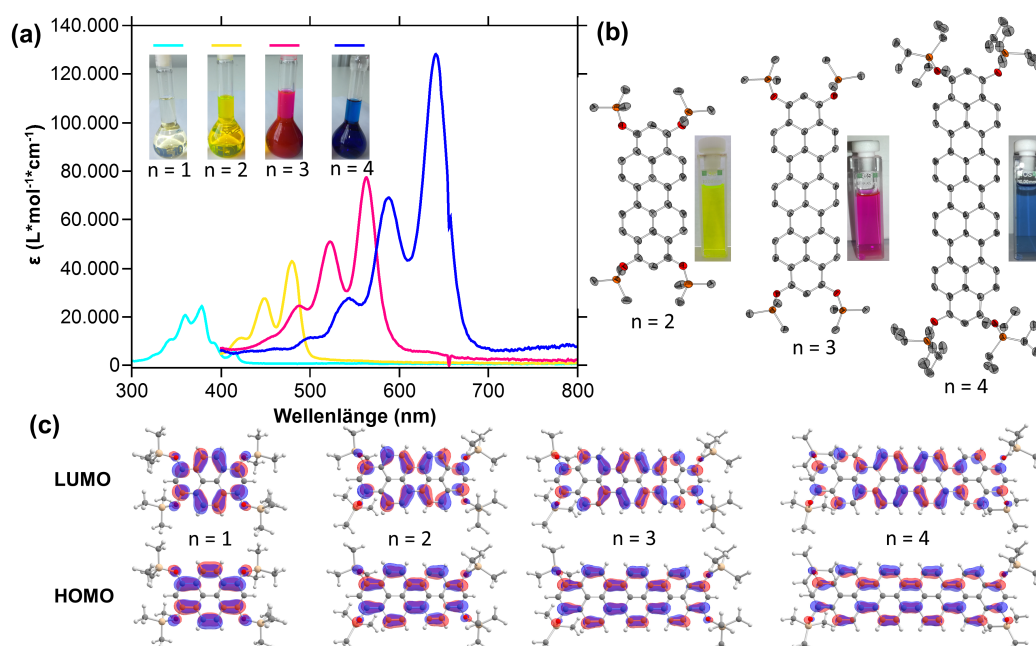 (a)
ε (L*mol⁻¹*cm⁻¹)
140.000
120.000
100.000
80.000
60.000
40.000
20.000
0
n = 1
n = 2
n = 3
n = 4
300
400
500
600
700
800
Wellenlänge (nm)
(b)
n = 2
n = 3
n = 4
(c)
LUMO
n = 1
n = 2
n = 3
n = 4
HOMO